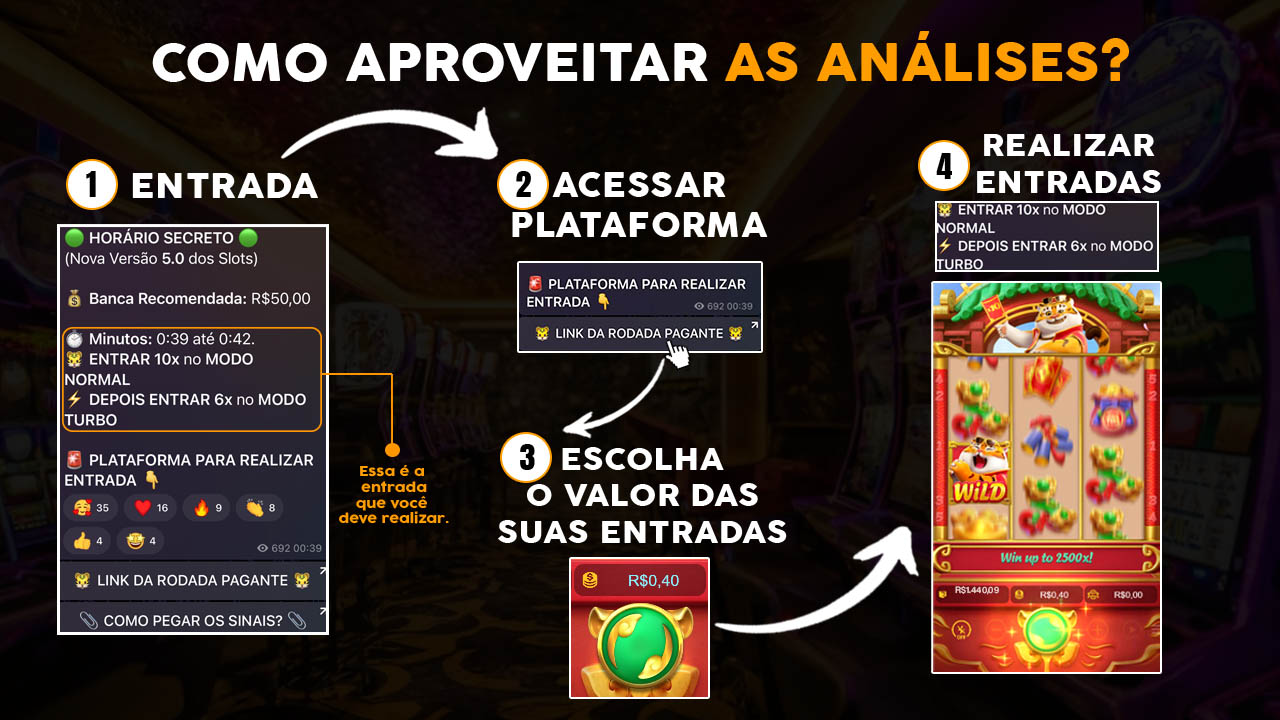 COMO APROVEITAR AS ANÁLISES?
1 ENTRADA
🟢 HORÁRIO SECRETO 🟢
(Nova Versão 5.0 dos Slots)
💰 Banca Recomendada: R$50,00
⏱ Minutos: 0:39 até 0:42.
🐯 ENTRAR 10x no MODO
NORMAL
⚡ DEPOIS ENTRAR 6x no MODO
TURBO
🚨 PLATAFORMA PARA REALIZAR
ENTRADA 👇
🥰 35 ❤️ 16 🔥 9 👏 8
👍 4 🤩 4
692 00:39
🐯 LINK DA RODADA PAGANTE 🐯
📎 COMO PEGAR OS SINAIS? 📎
Essa é a
entrada
que você
deve realizar.
2 ACESSAR
PLATAFORMA
🚨 PLATAFORMA PARA REALIZAR
ENTRADA 👇
692 00:39
🐯 LINK DA RODADA PAGANTE 🐯
3 ESCOLHA
O VALOR DAS
SUAS ENTRADAS
R$0,40
4 REALIZAR
ENTRADAS
🐯 ENTRAR 10x no MODO
NORMAL
⚡ DEPOIS ENTRAR 6x no MODO
TURBO
WILD
Win up to 2500x!
R$1.440,09 R$0,40 R$0,00
OFF